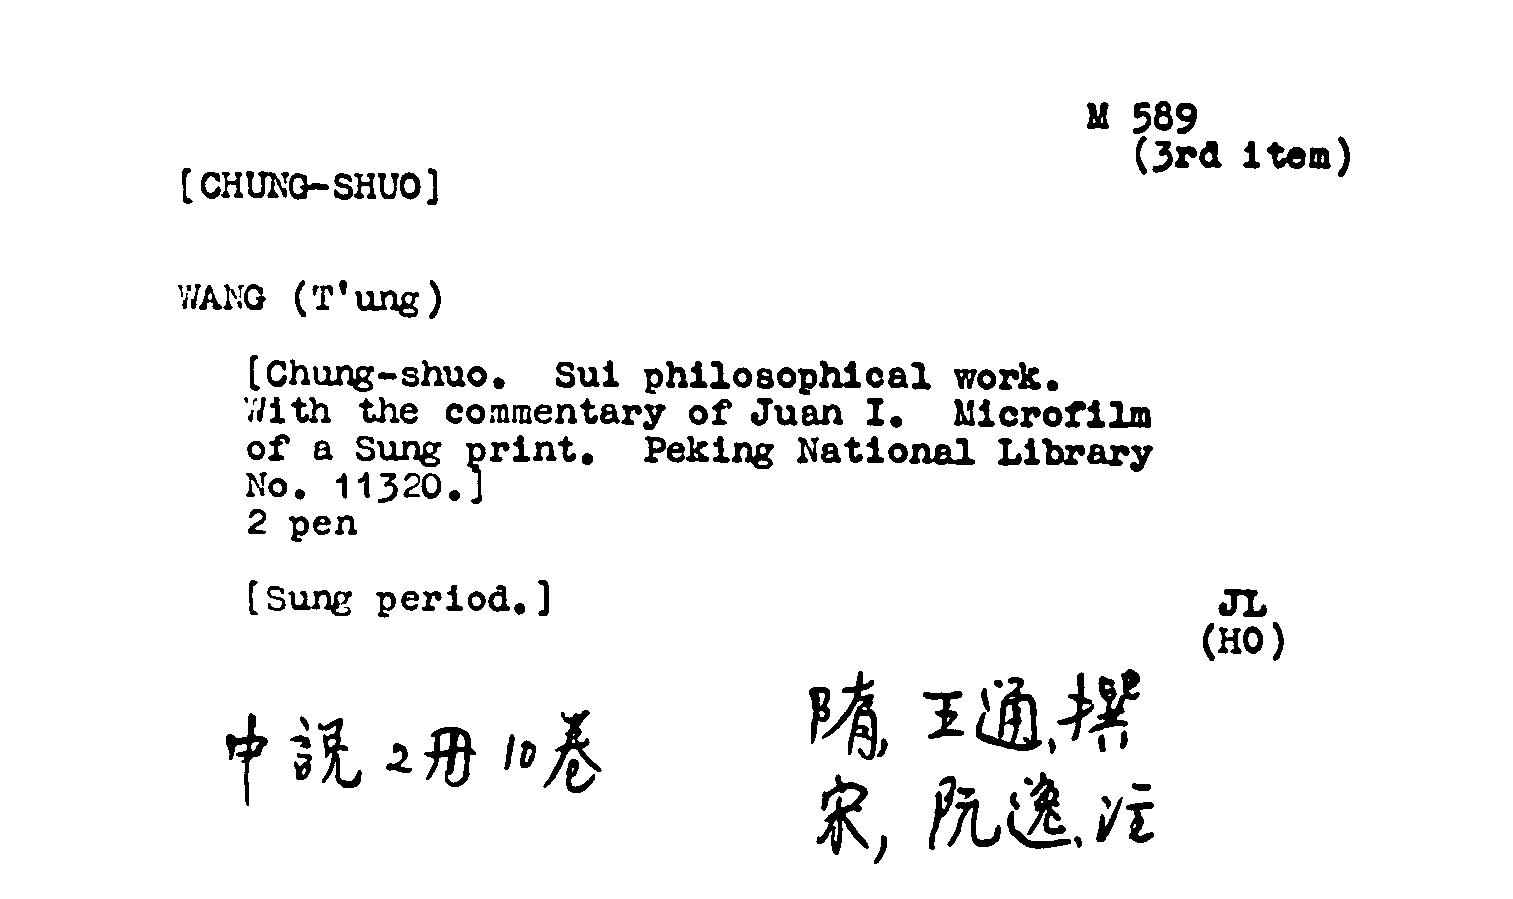 M 589
(3rd item)
[CHUNG-SHUO]
WANG (T'ung)
[Chung-shuo. Sui philosophical work.
With the commentary of Juan I. Microfilm
of a Sung print. Peking National Library
No. 11320.]
2 pen
[Sung period.]
JL
(HO)
中說 2冊 10卷
隋, 王通, 撰
宋, 阮逸, 注